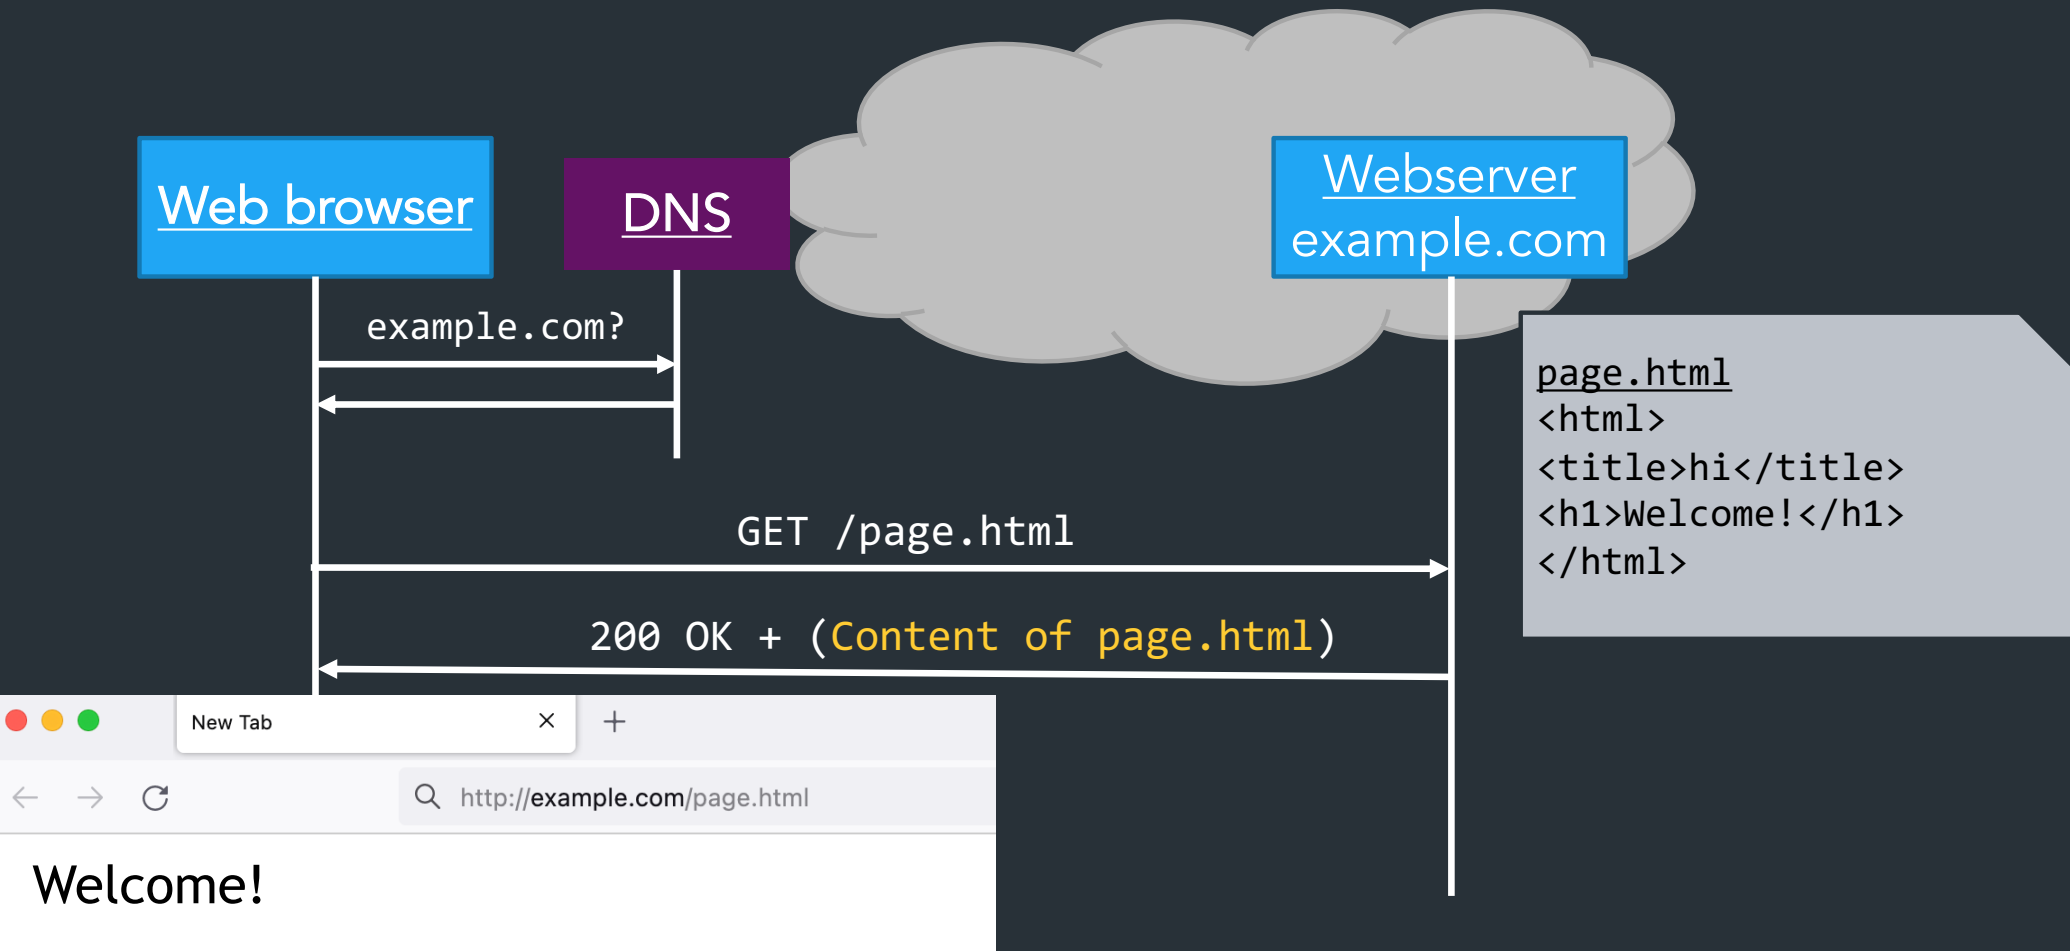 Web browser
DNS
Webserver
example.com
example.com?
page.html
<html>
<title>hi</title>
<h1>Welcome!</h1>
</html>
GET /page.html
200 OK + (Content of page.html)
New Tab
http://example.com/page.html
Welcome!